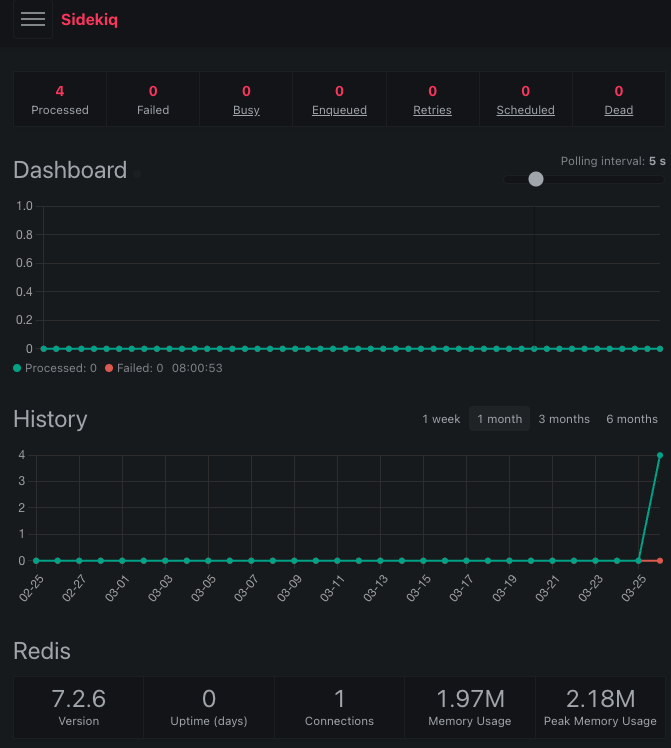 Sidekiq
4 0 0 0 0 0 0
Processed Failed Busy Enqueued Retries Scheduled Dead
Polling interval: 5 s
Dashboard
1.0
0.8
0.6
0.4
0.2
0
Processed: 0 Failed: 0 08:00:53
History
1 week 1 month 3 months 6 months
4
3
2
1
0
02-25 02-27 03-01 03-03 03-05 03-07 03-09 03-11 03-13 03-15 03-17 03-19 03-21 03-23 03-25
Redis
7.2.6 0 1 1.97M 2.18M
Version Uptime (days) Connections Memory Usage Peak Memory Usage